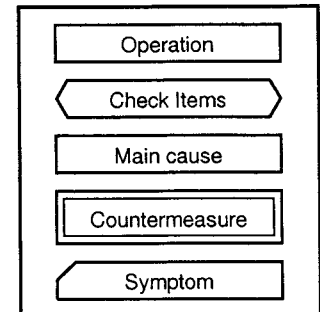 Operation
Check Items
Main cause
Countermeasure
Symptom